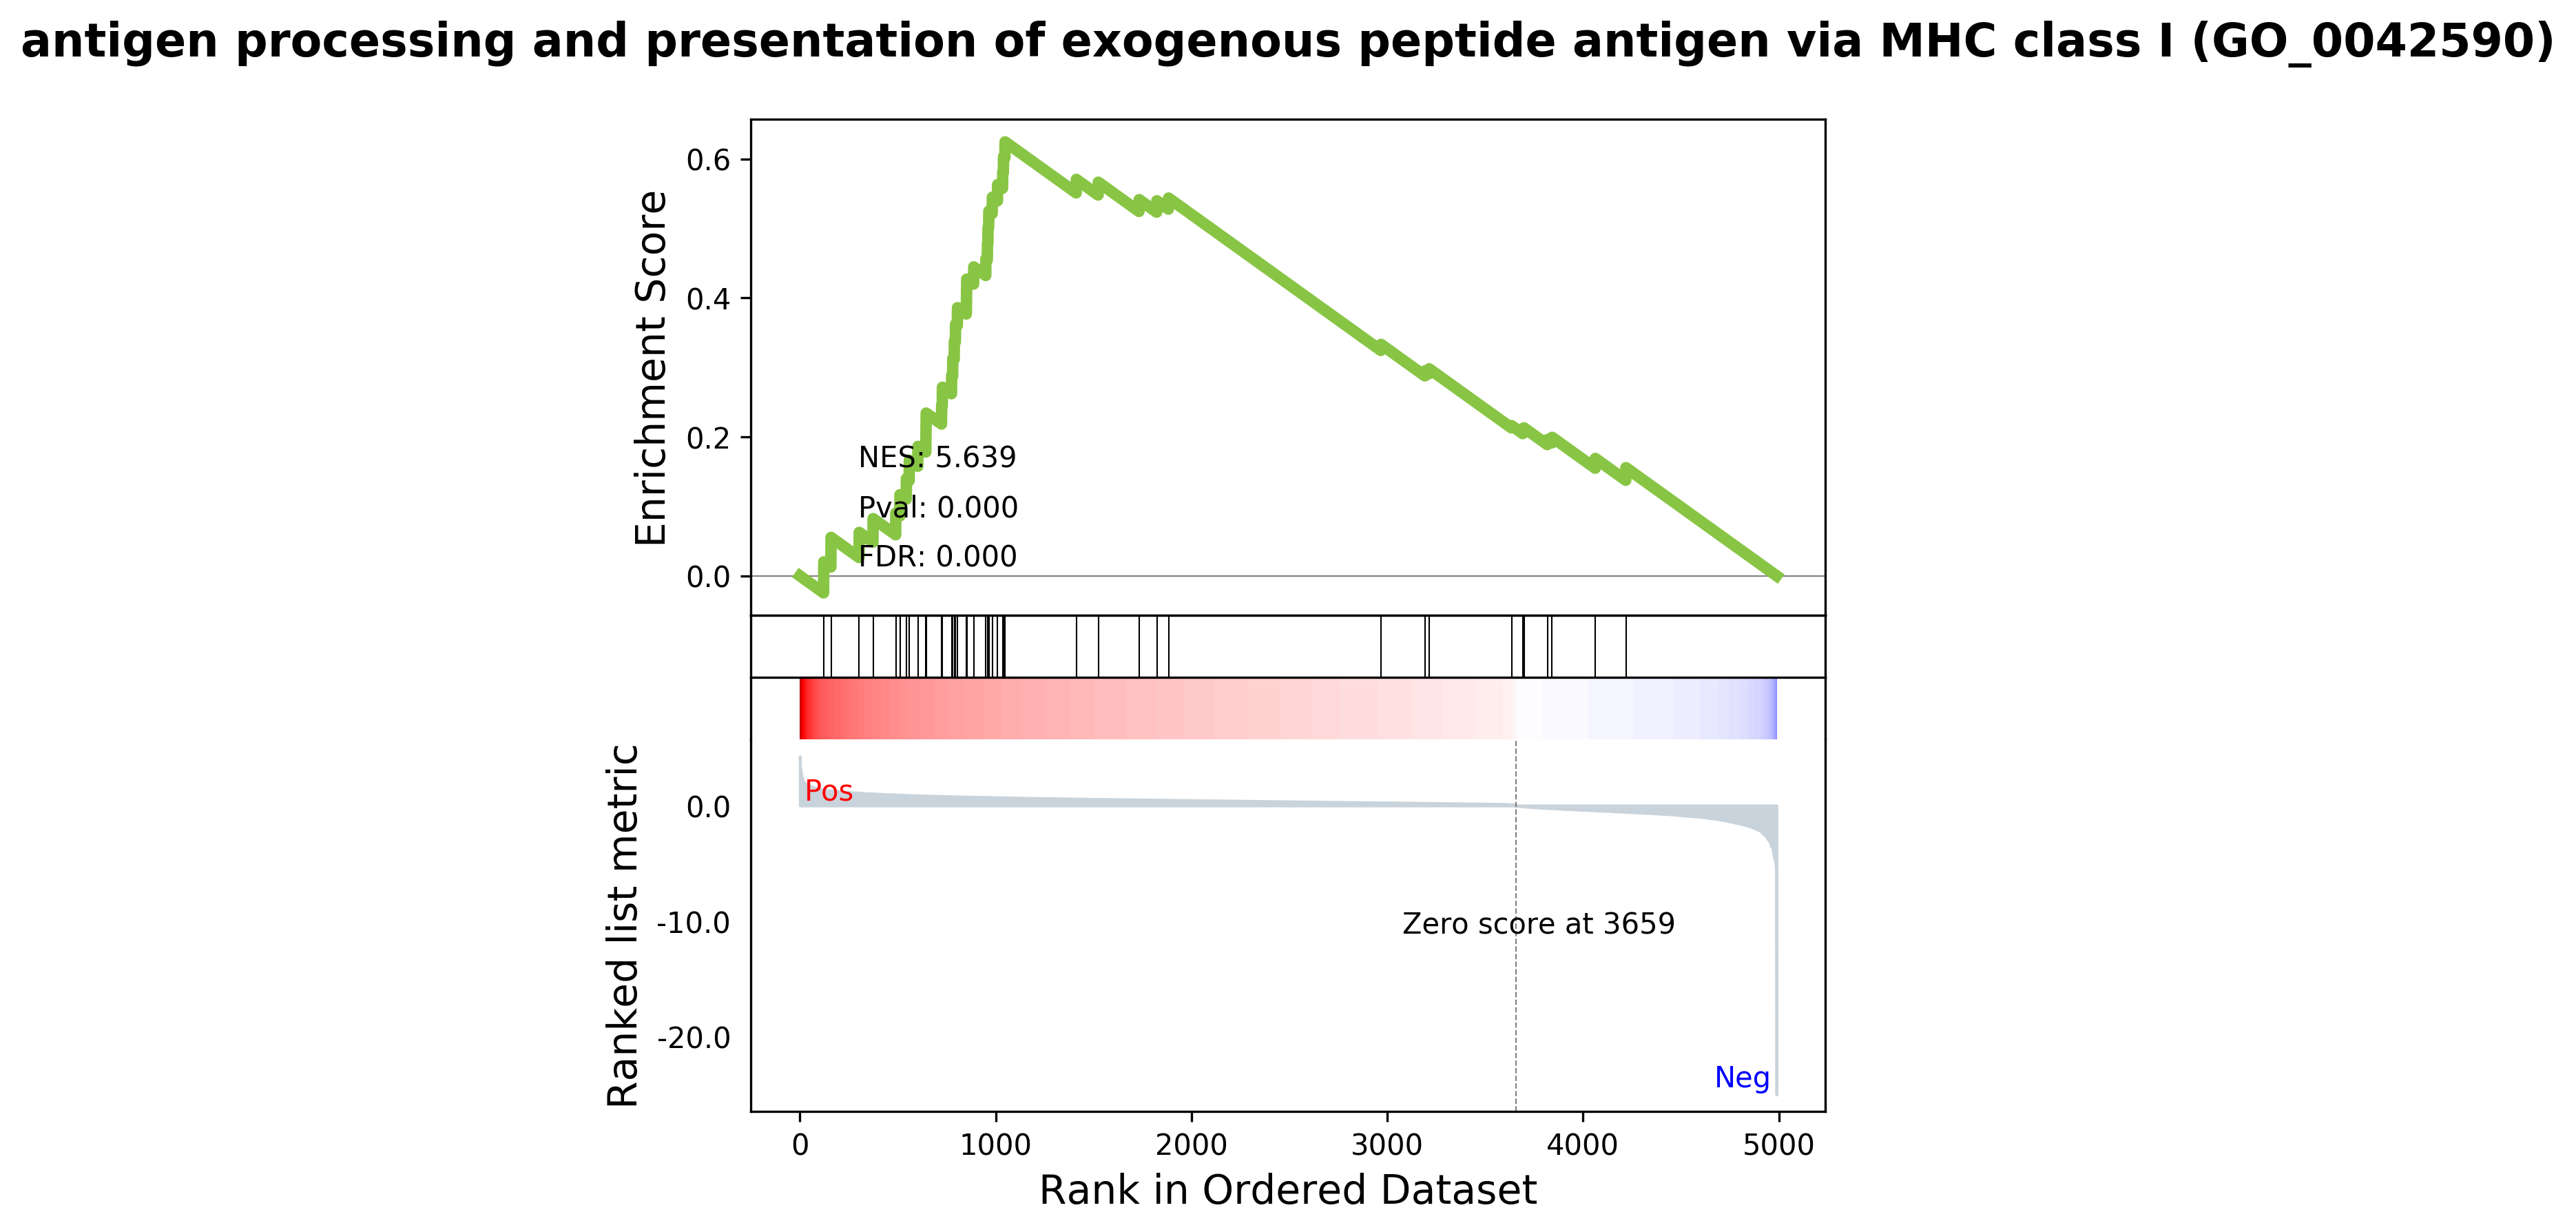 antigen processing and presentation of exogenous peptide antigen via MHC class I (GO_0042590)
Enrichment Score
0.6
0.4
0.2
0.0
NES: 5.639
Pval: 0.000
FDR: 0.000
Ranked list metric
0.0
-10.0
-20.0
Pos
Zero score at 3659
Neg
0 1000 2000 3000 4000 5000
Rank in Ordered Dataset